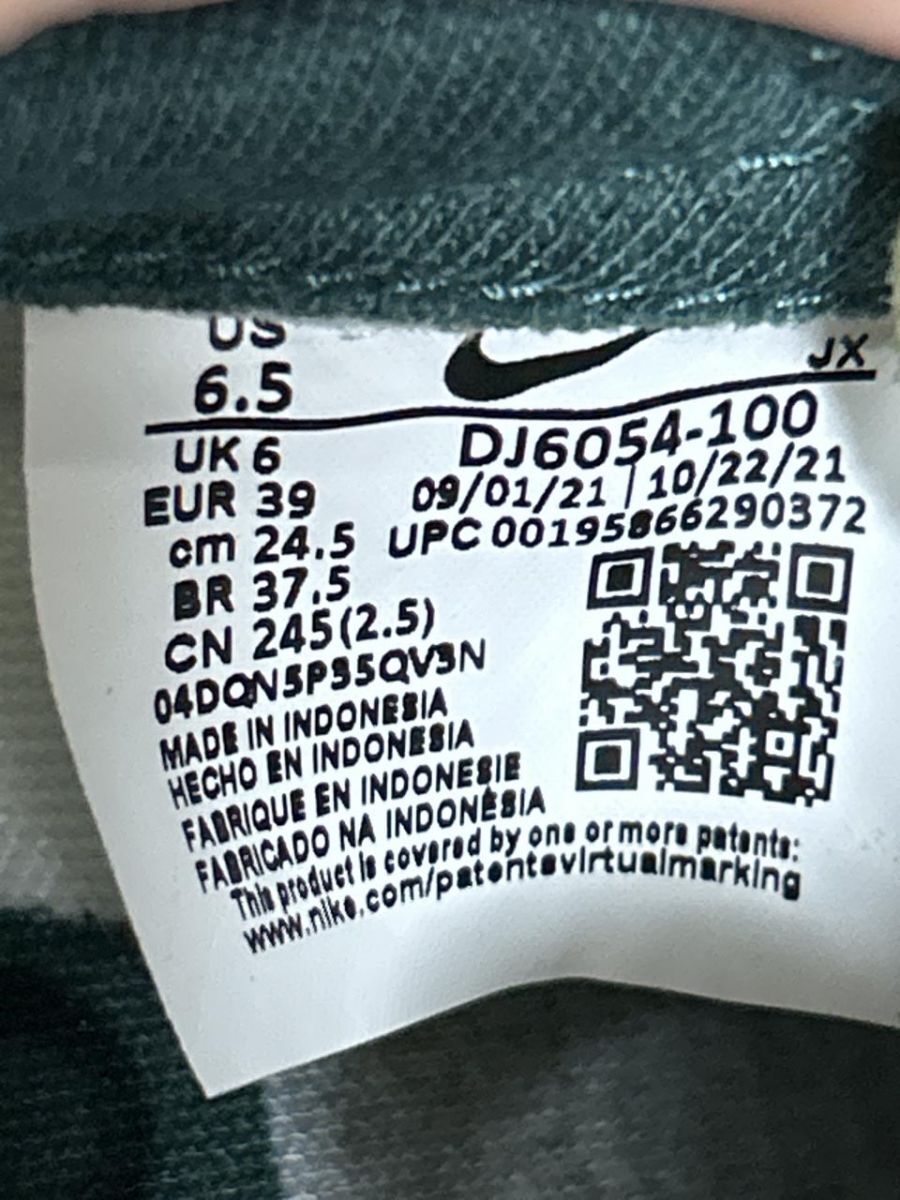 US
6.5
JX
UK 6
EUR 39
cm 24.5
BR 37.5
CN 245(2.5)
DJ6054-100
09/01/21 | 10/22/21
UPC 00195866290372
04DQN5P35QV3N
MADE IN INDONESIA
HECHO EN INDONESIA
FABRIQUE EN INDONESIE
FABRICADO NA INDONÉSIA
This product is covered by one or more patents:
www.nike.com/patentsvirtualmarking